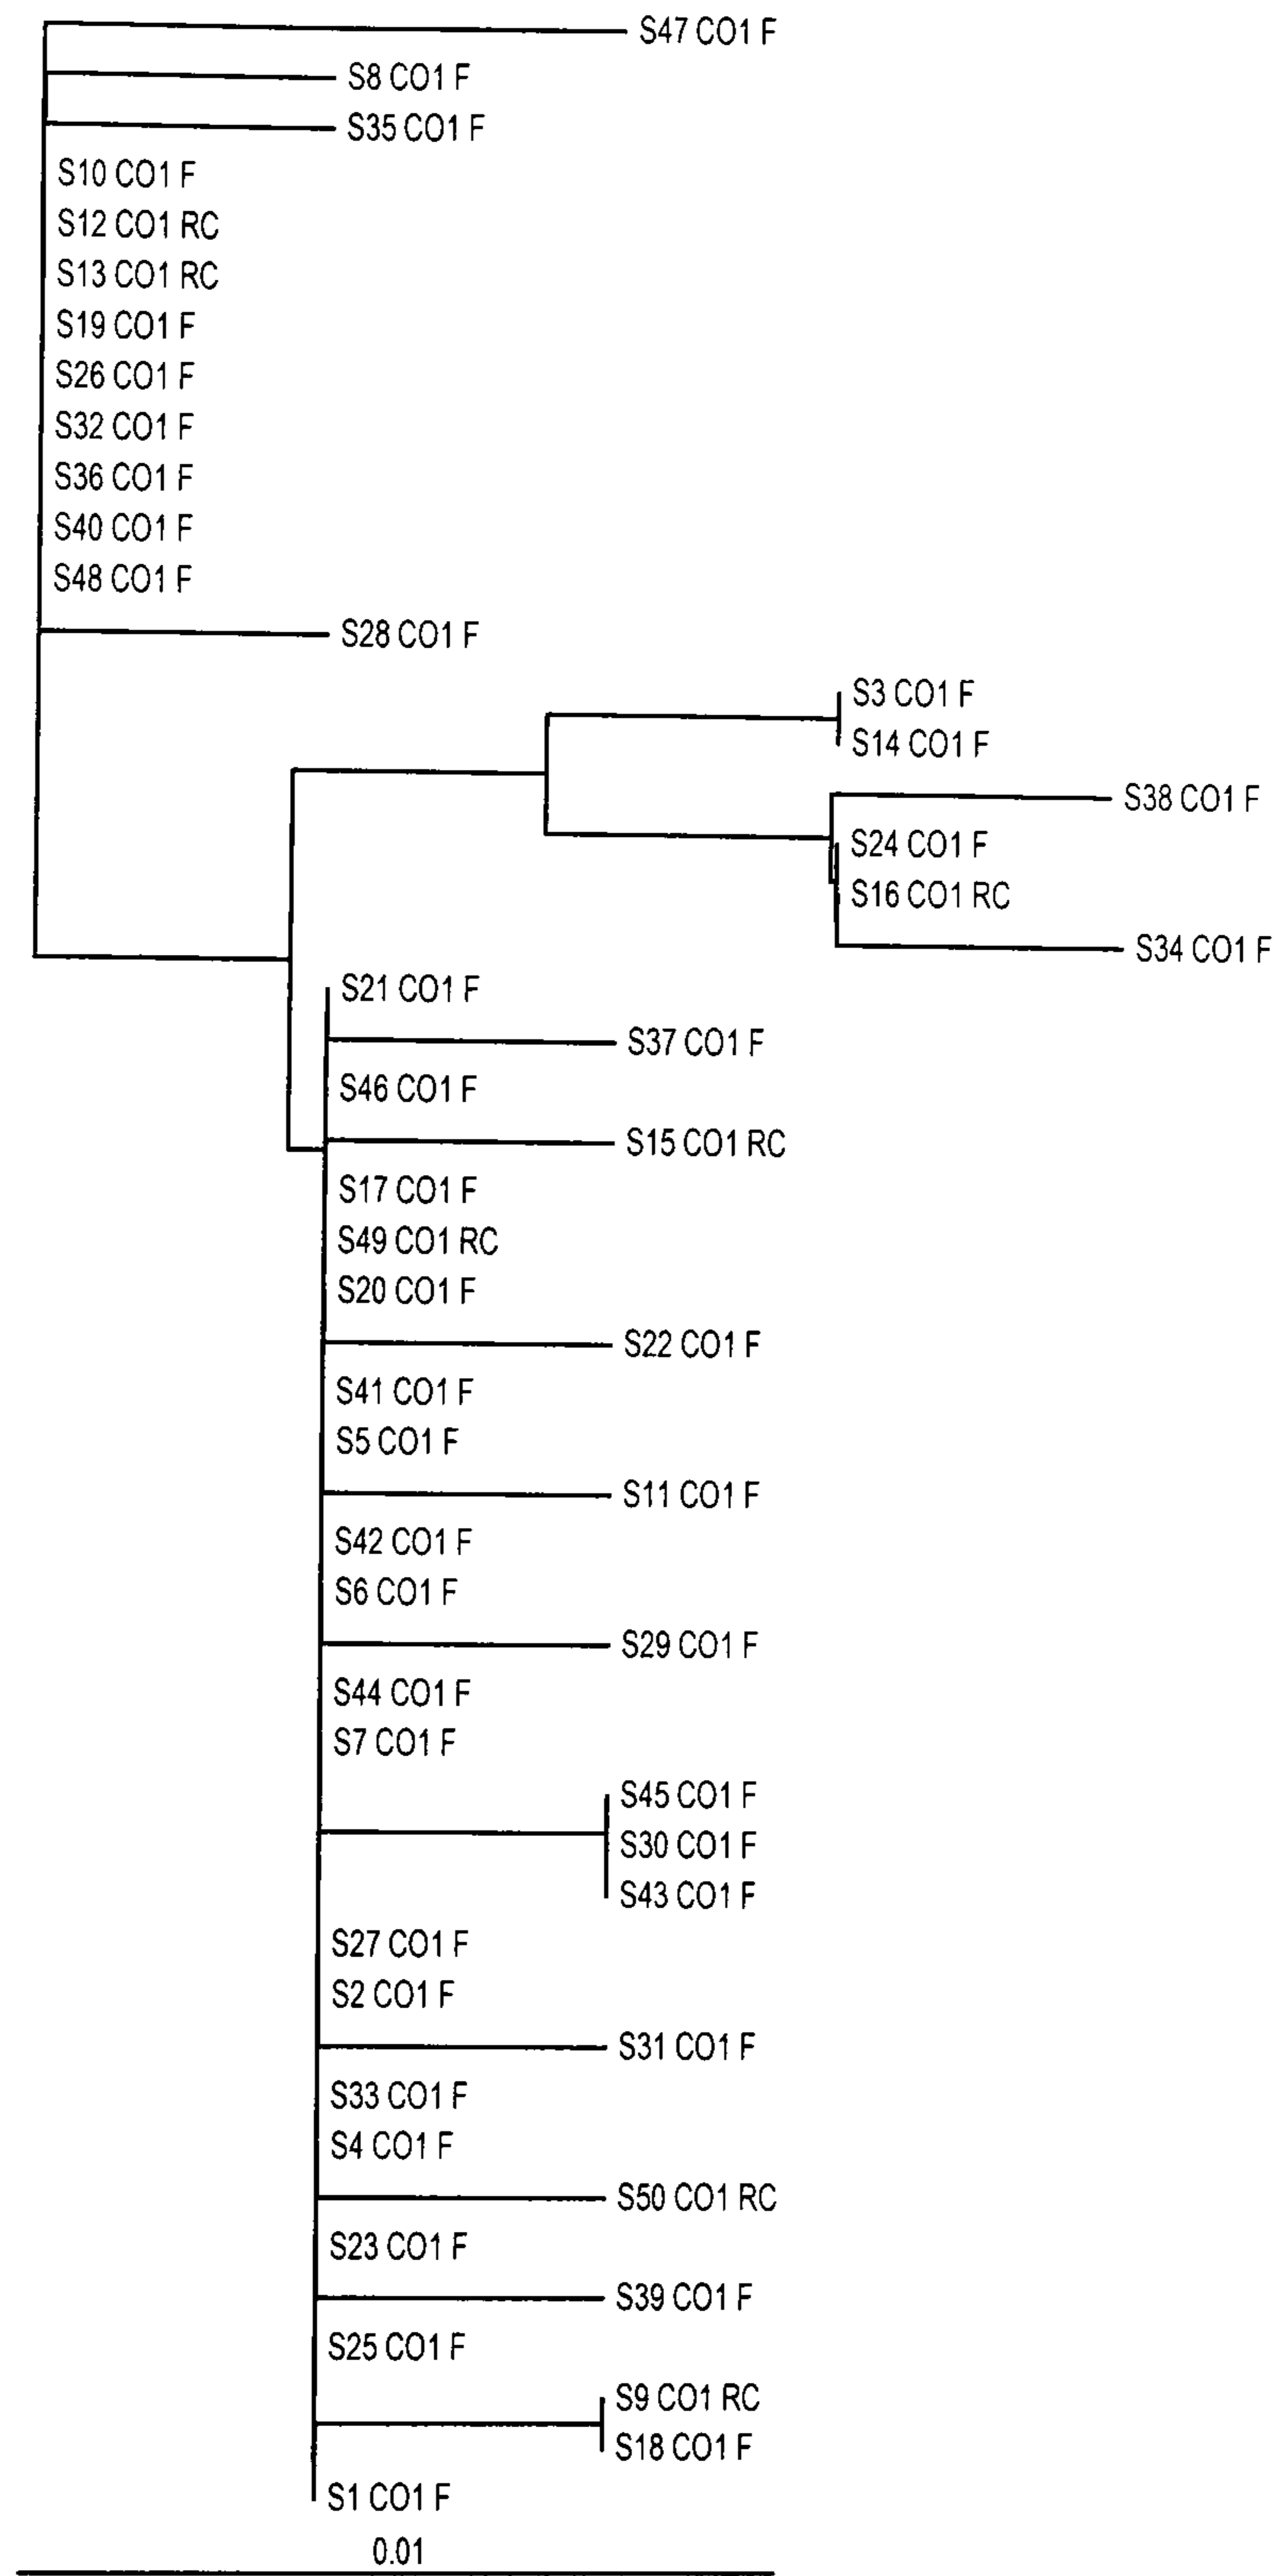 S47 CO1 F
S8 CO1 F
S35 CO1 F
S10 CO1 F
S12 CO1 RC
S13 CO1 RC
S19 CO1 F
S26 CO1 F
S32 CO1 F
S36 CO1 F
S40 CO1 F
S48 CO1 F
S28 CO1 F
S3 CO1 F
S14 CO1 F
S38 CO1 F
S24 CO1 F
S16 CO1 RC
S34 CO1 F
S21 CO1 F
S37 CO1 F
S46 CO1 F
S15 CO1 RC
S17 CO1 F
S49 CO1 RC
S20 CO1 F
S22 CO1 F
S41 CO1 F
S5 CO1 F
S11 CO1 F
S42 CO1 F
S6 CO1 F
S29 CO1 F
S44 CO1 F
S7 CO1 F
S45 CO1 F
S30 CO1 F
S43 CO1 F
S27 CO1 F
S2 CO1 F
S31 CO1 F
S33 CO1 F
S4 CO1 F
S50 CO1 RC
S23 CO1 F
S39 CO1 F
S25 CO1 F
S9 CO1 RC
S18 CO1 F
S1 CO1 F
0.01